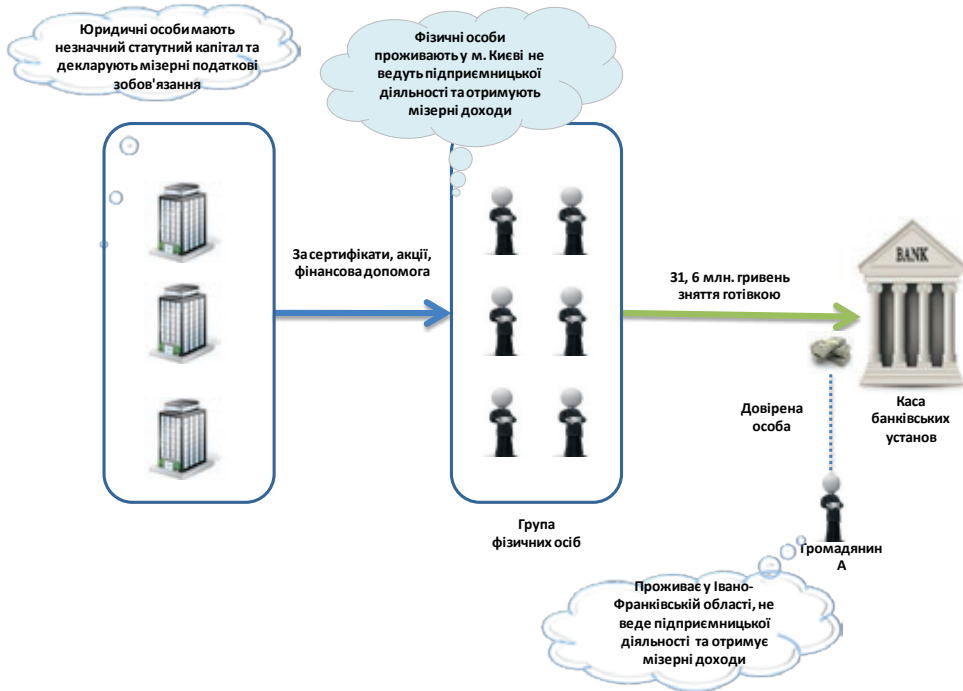 Юридичні особи мають
незначний статутний капітал та
декларують мізерні податкові
зобов'язання
Фізичні особи
проживають у м. Києві не
ведуть підприємницької
діяльності та отримують
мізерні доходи
За сертифікати, акції,
фінансова допомога
31, 6 млн. гривень
зняття готівкою
BANK
Каса
банківських
установ
Довірена
особа
Група
фізичних осіб
Громадянин
А
Проживає у Івано-
Франківській області, не
веде підприємницької
діяльності та отримує
мізерні доходи